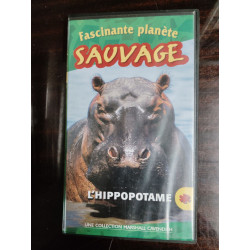 Fascinante planète
SAUVAGE
L'HIPPOPOTAME
UNE COLLECTION MARSHALL CAVENDISH